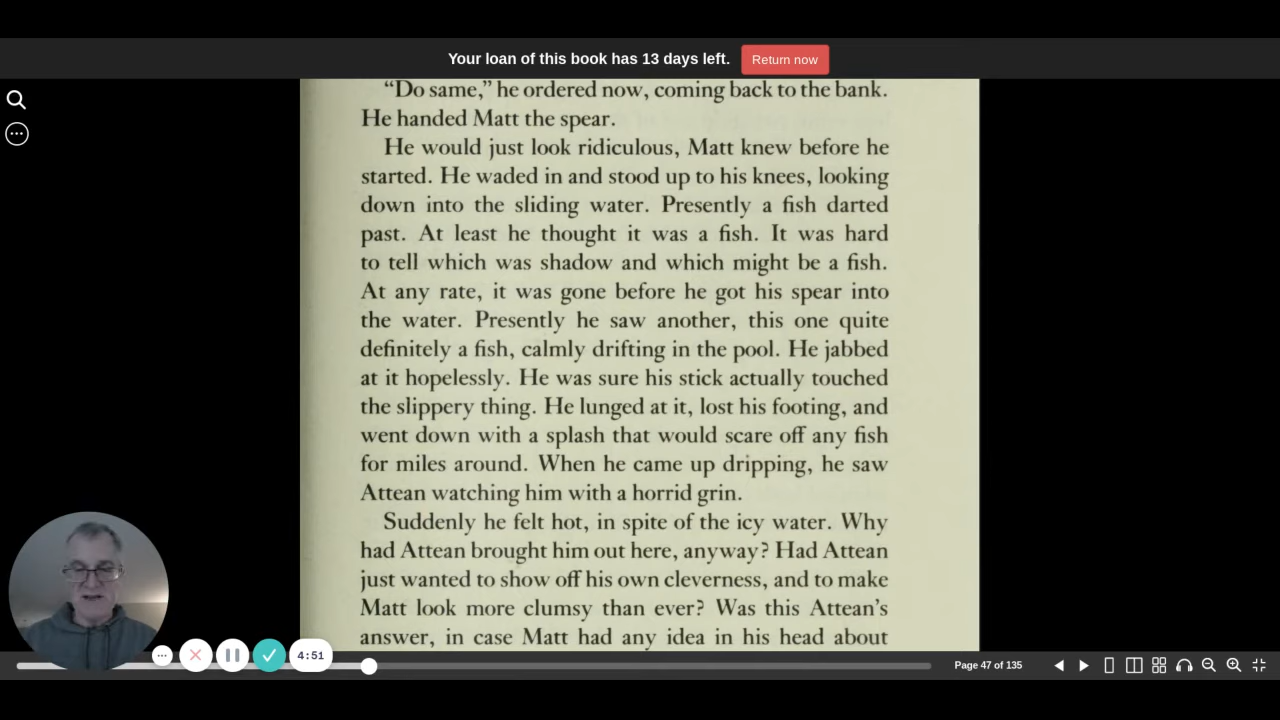 Your loan of this book has 13 days left. Return now
“Do same,” he ordered now, coming back to the bank.
He handed Matt the spear.
He would just look ridiculous, Matt knew before he
started. He waded in and stood up to his knees, looking
down into the sliding water. Presently a fish darted
past. At least he thought it was a fish. It was hard
to tell which was shadow and which might be a fish.
At any rate, it was gone before he got his spear into
the water. Presently he saw another, this one quite
definitely a fish, calmly drifting in the pool. He jabbed
at it hopelessly. He was sure his stick actually touched
the slippery thing. He lunged at it, lost his footing, and
went down with a splash that would scare off any fish
for miles around. When he came up dripping, he saw
Attean watching him with a horrid grin.
Suddenly he felt hot, in spite of the icy water. Why
had Attean brought him out here, anyway? Had Attean
just wanted to show off his own cleverness, and to make
Matt look more clumsy than ever? Was this Attean’s
answer, in case Matt had any idea in his head about
4:51
Page 47 of 135